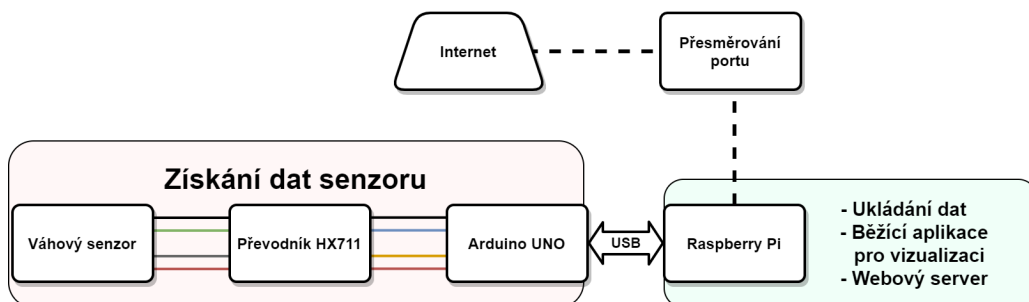 Internet
Přesměrování
portu
Získání dat senzoru
Váhový senzor
Převodník HX711
Arduino UNO
USB
Raspberry Pi
- Ukládání dat
- Běžící aplikace
pro vizualizaci
- Webový server